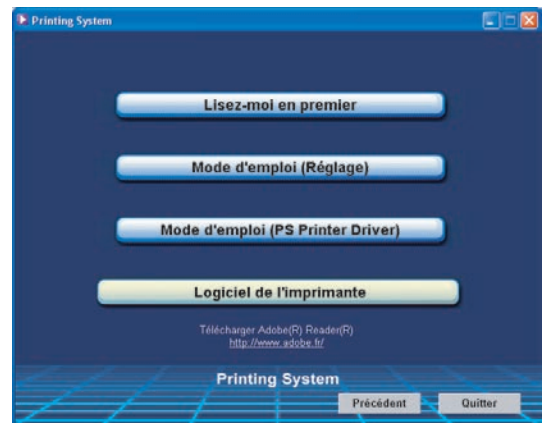 Printing System
Lisez-moi en premier
Mode d'emploi (Réglage)
Mode d'emploi (PS Printer Driver)
Logiciel de l'imprimante
Télécharger Adobe(R) Reader(R)
http://www.adobe.fr/
Printing System
Précédent Quitter